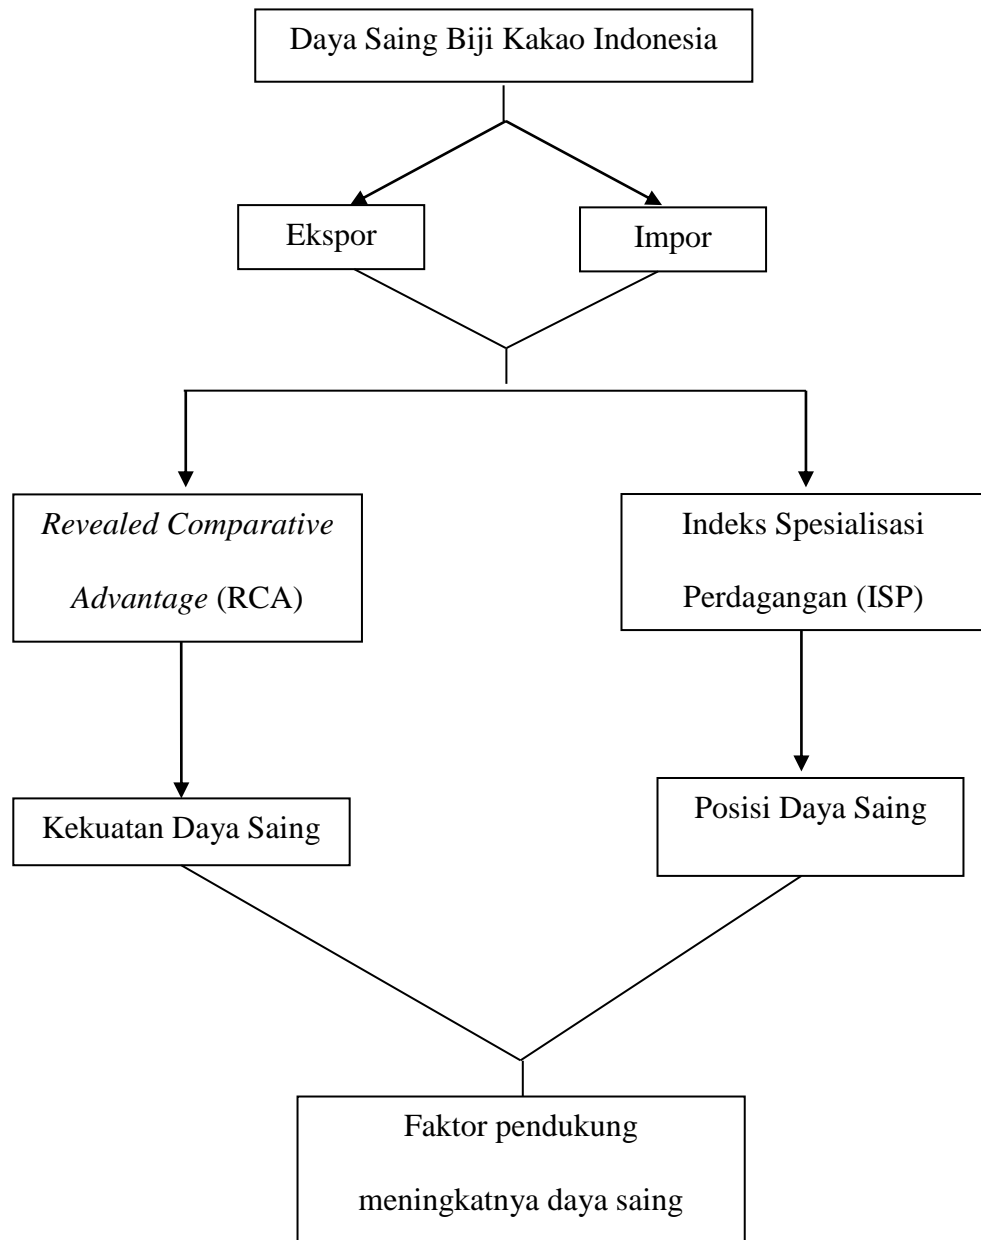 Daya Saing Biji Kakao Indonesia
Ekspor
Impor
Revealed Comparative
Advantage (RCA)
Indeks Spesialisasi
Perdagangan (ISP)
Kekuatan Daya Saing
Posisi Daya Saing
Faktor pendukung
meningkatnya daya saing